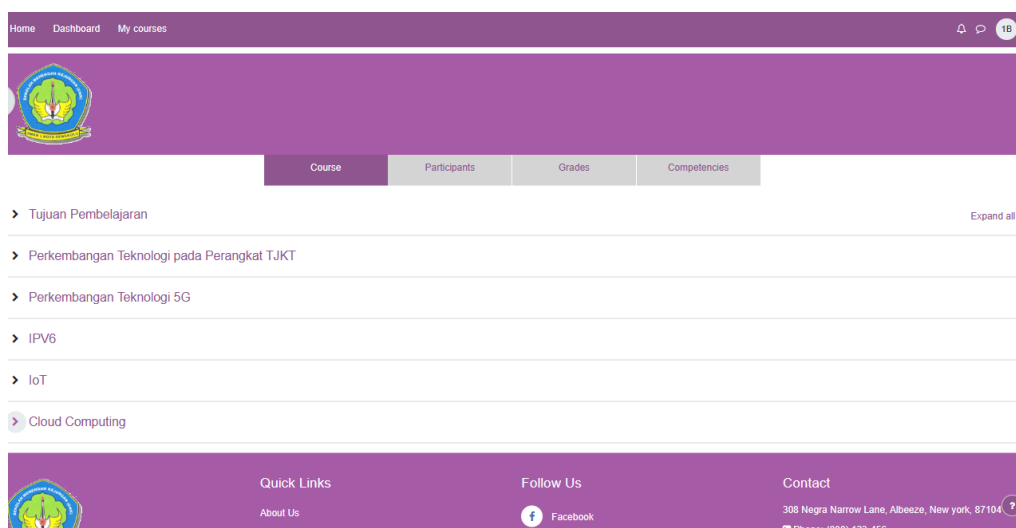 Home Dashboard My courses 1B
Course Participants Grades Competencies
Tujuan Pembelajaran Expand all
Perkembangan Teknologi pada Perangkat TJKT
Perkembangan Teknologi 5G
IPV6
IoT
Cloud Computing
Quick Links Follow Us Contact
About Us Facebook 308 Negra Narrow Lane, Albeeze, New york, 87104 ?